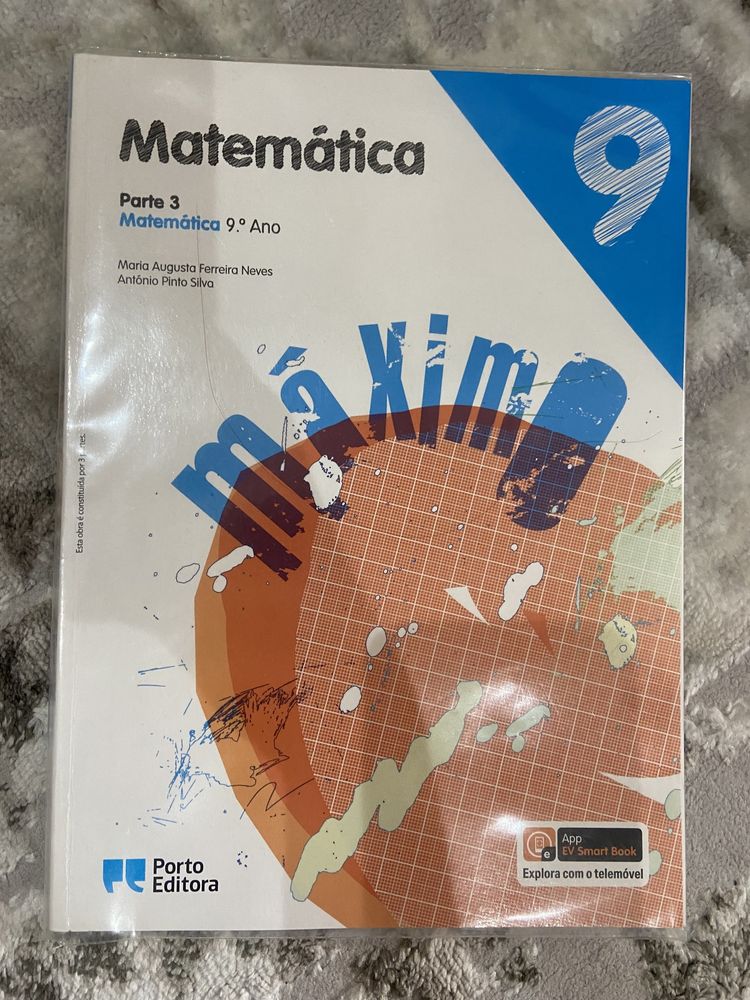 Matemática
9
Parte 3
Matemática 9.º Ano
Maria Augusta Ferreira Neves
António Pinto Silva
máximo
Esta obra é constituída por 3 partes.
Porto
Editora
App
EV Smart Book
e
Explora com o telemóvel